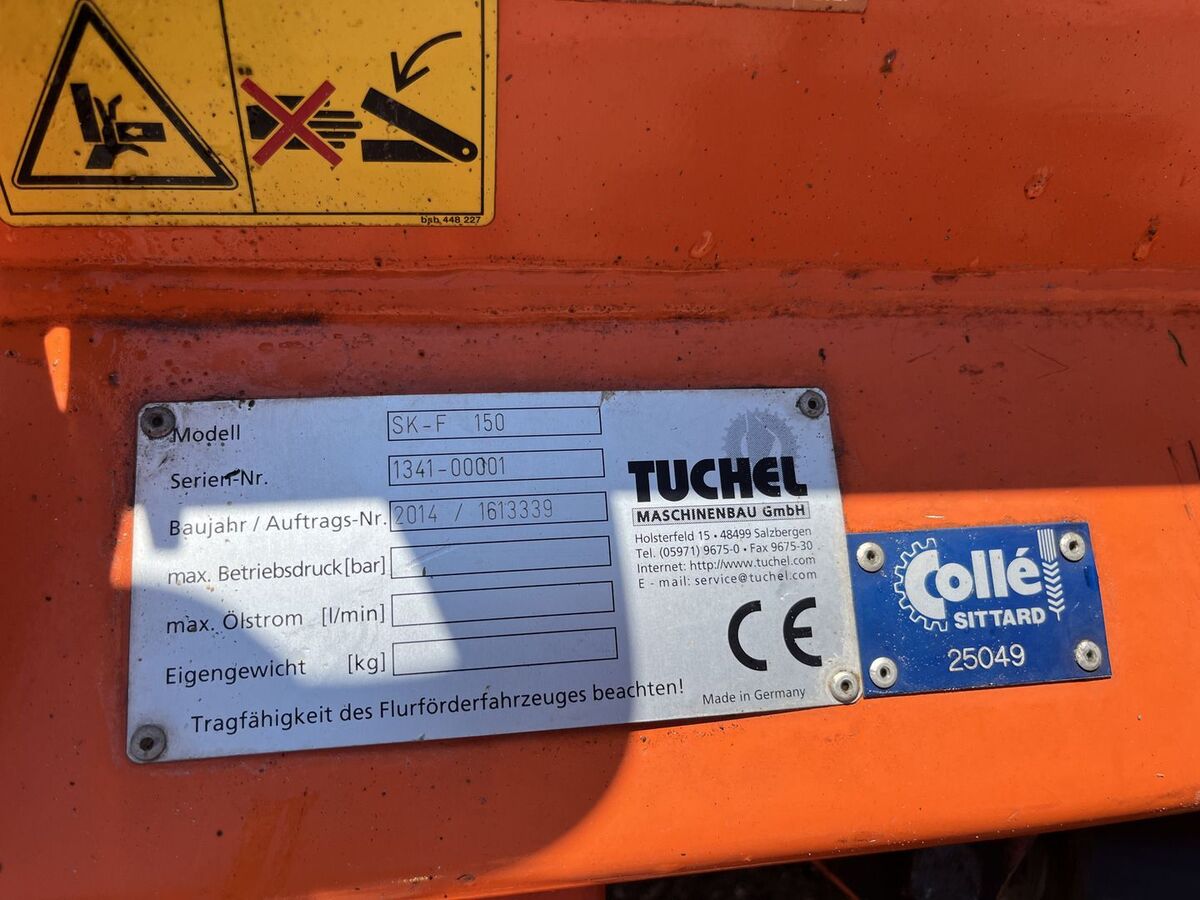 bsb 448 227
Modell SK-F 150
Serien-Nr. 1341-00001
Baujahr / Auftrags-Nr. 2014 / 1613339
max. Betriebsdruck [bar]
max. Ölstrom [l/min]
Eigengewicht [kg]
Tragfähigkeit des Flurförderfahrzeuges beachten!
TUCHEL
MASCHINENBAU GmbH
Holsterfeld 15 • 48499 Salzbergen
Tel. (05971) 9675-0 • Fax 9675-30
Internet: http://www.tuchel.com
E - mail: service@tuchel.com
CE
Made in Germany
Collé
SITTARD
25049